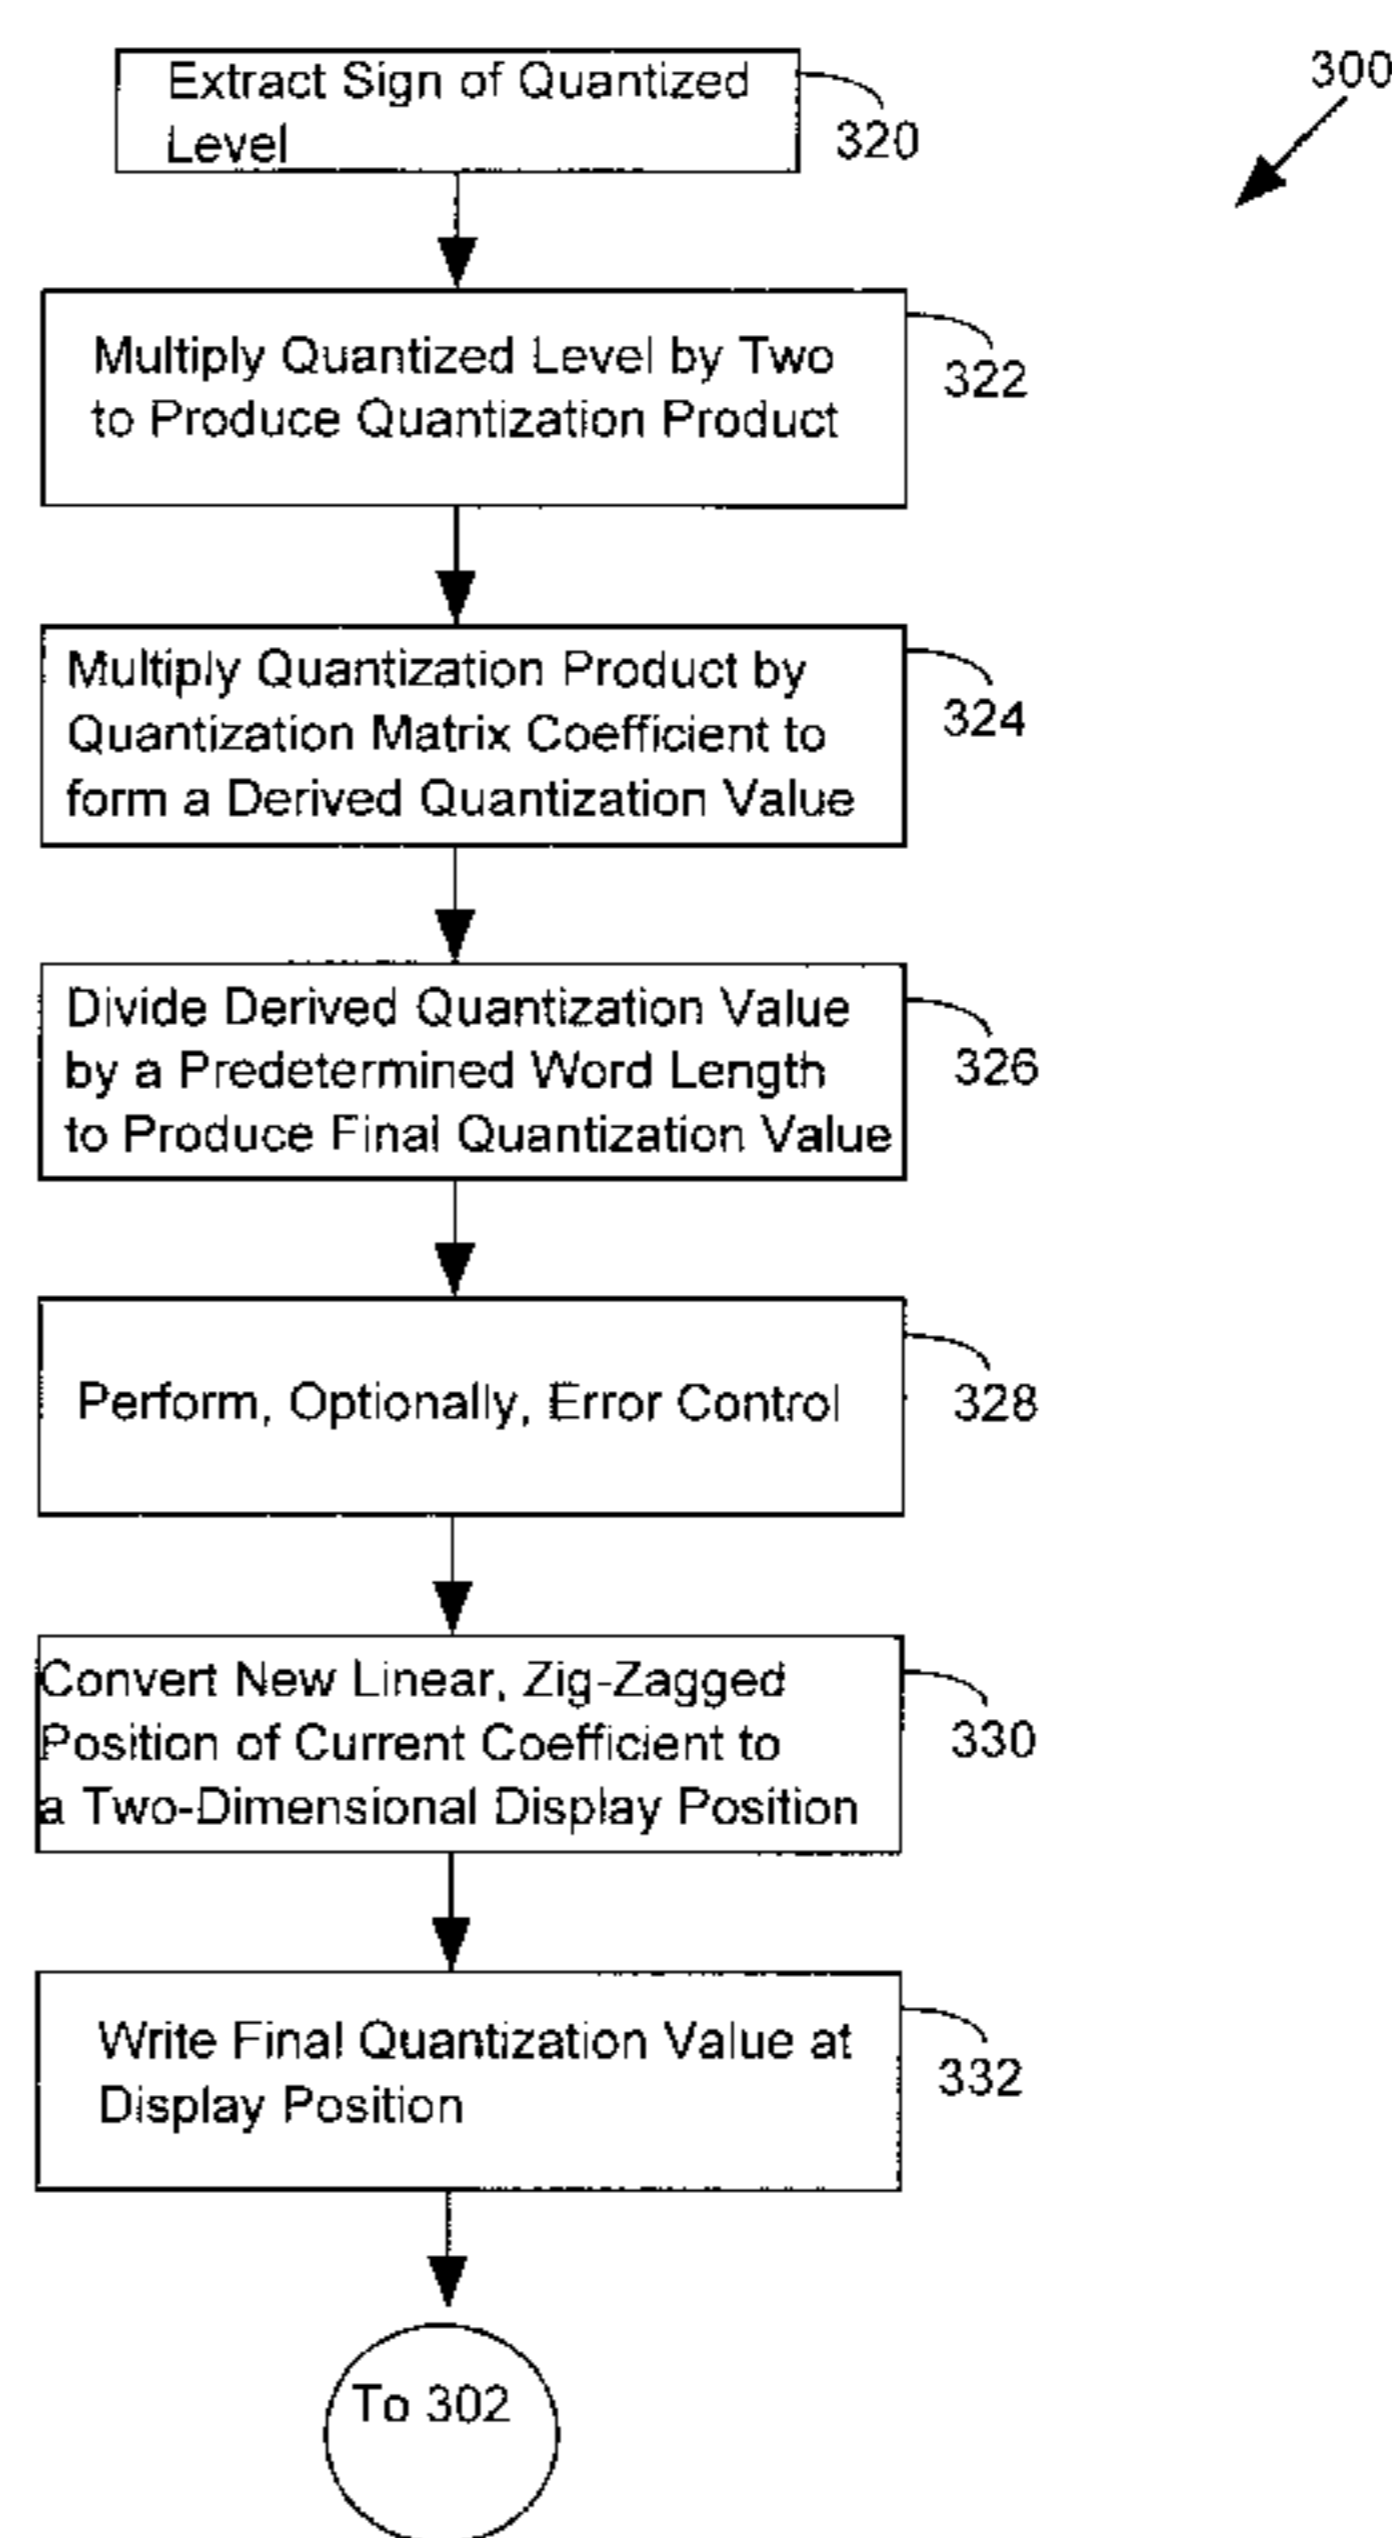 300
Extract Sign of Quantized
Level
320
Multiply Quantized Level by Two
to Produce Quantization Product
322
Multiply Quantization Product by
Quantization Matrix Coefficient to
form a Derived Quantization Value
324
Divide Derived Quantization Value
by a Predetermined Word Length
to Produce Final Quantization Value
326
Perform, Optionally, Error Control
328
Convert New Linear, Zig-Zagged
Position of Current Coefficient to
a Two-Dimensional Display Position
330
Write Final Quantization Value at
Display Position
332
To 302